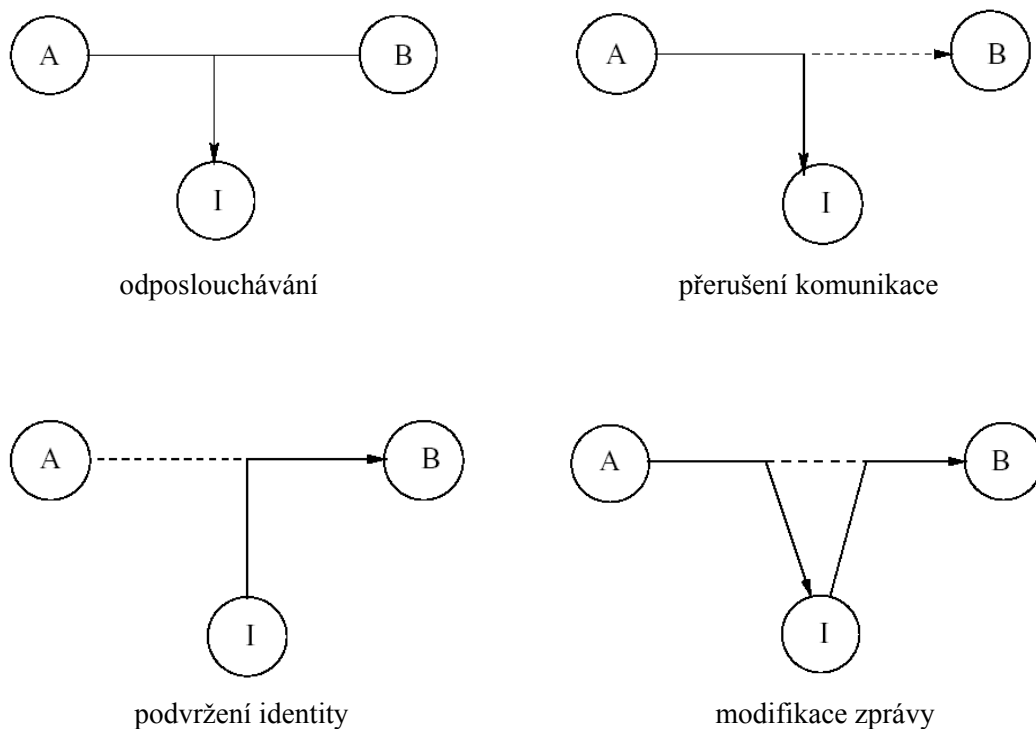 A
B
I
odposlouchávání
A
B
I
přerušení komunikace
A
B
I
podvržení identity
A
B
I
modifikace zprávy